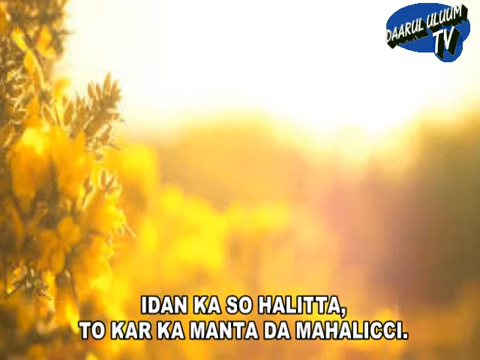 DAARUL ULUUM
TV
IDAN KA SO HALITTA,
TO KAR KA MANTA DA MAHALICCI.